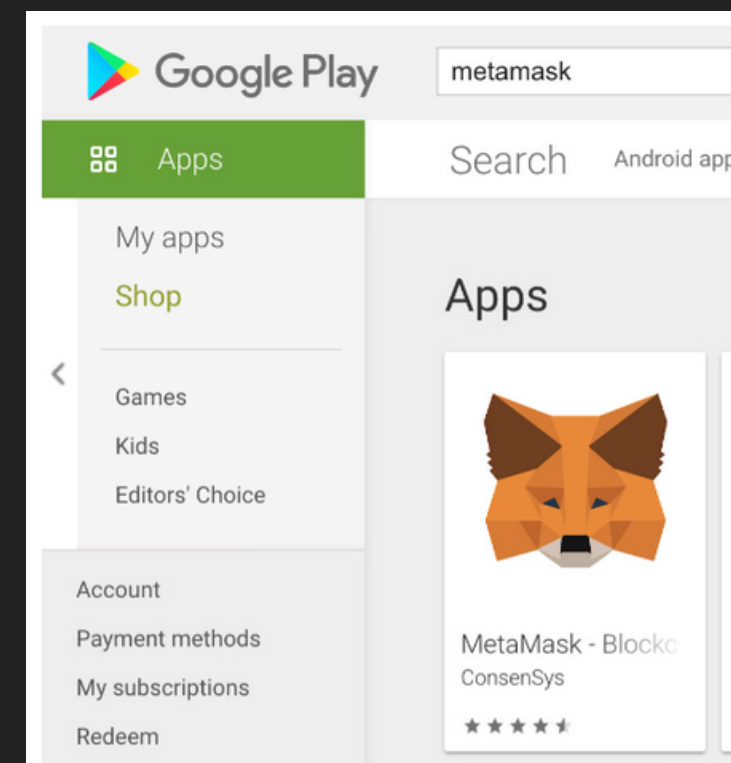 Google Play
metamask
Apps
Search
Android app
My apps
Shop
Games
Kids
Editors' Choice
Account
Payment methods
My subscriptions
Redeem
Apps
MetaMask - Blockc
ConsenSys